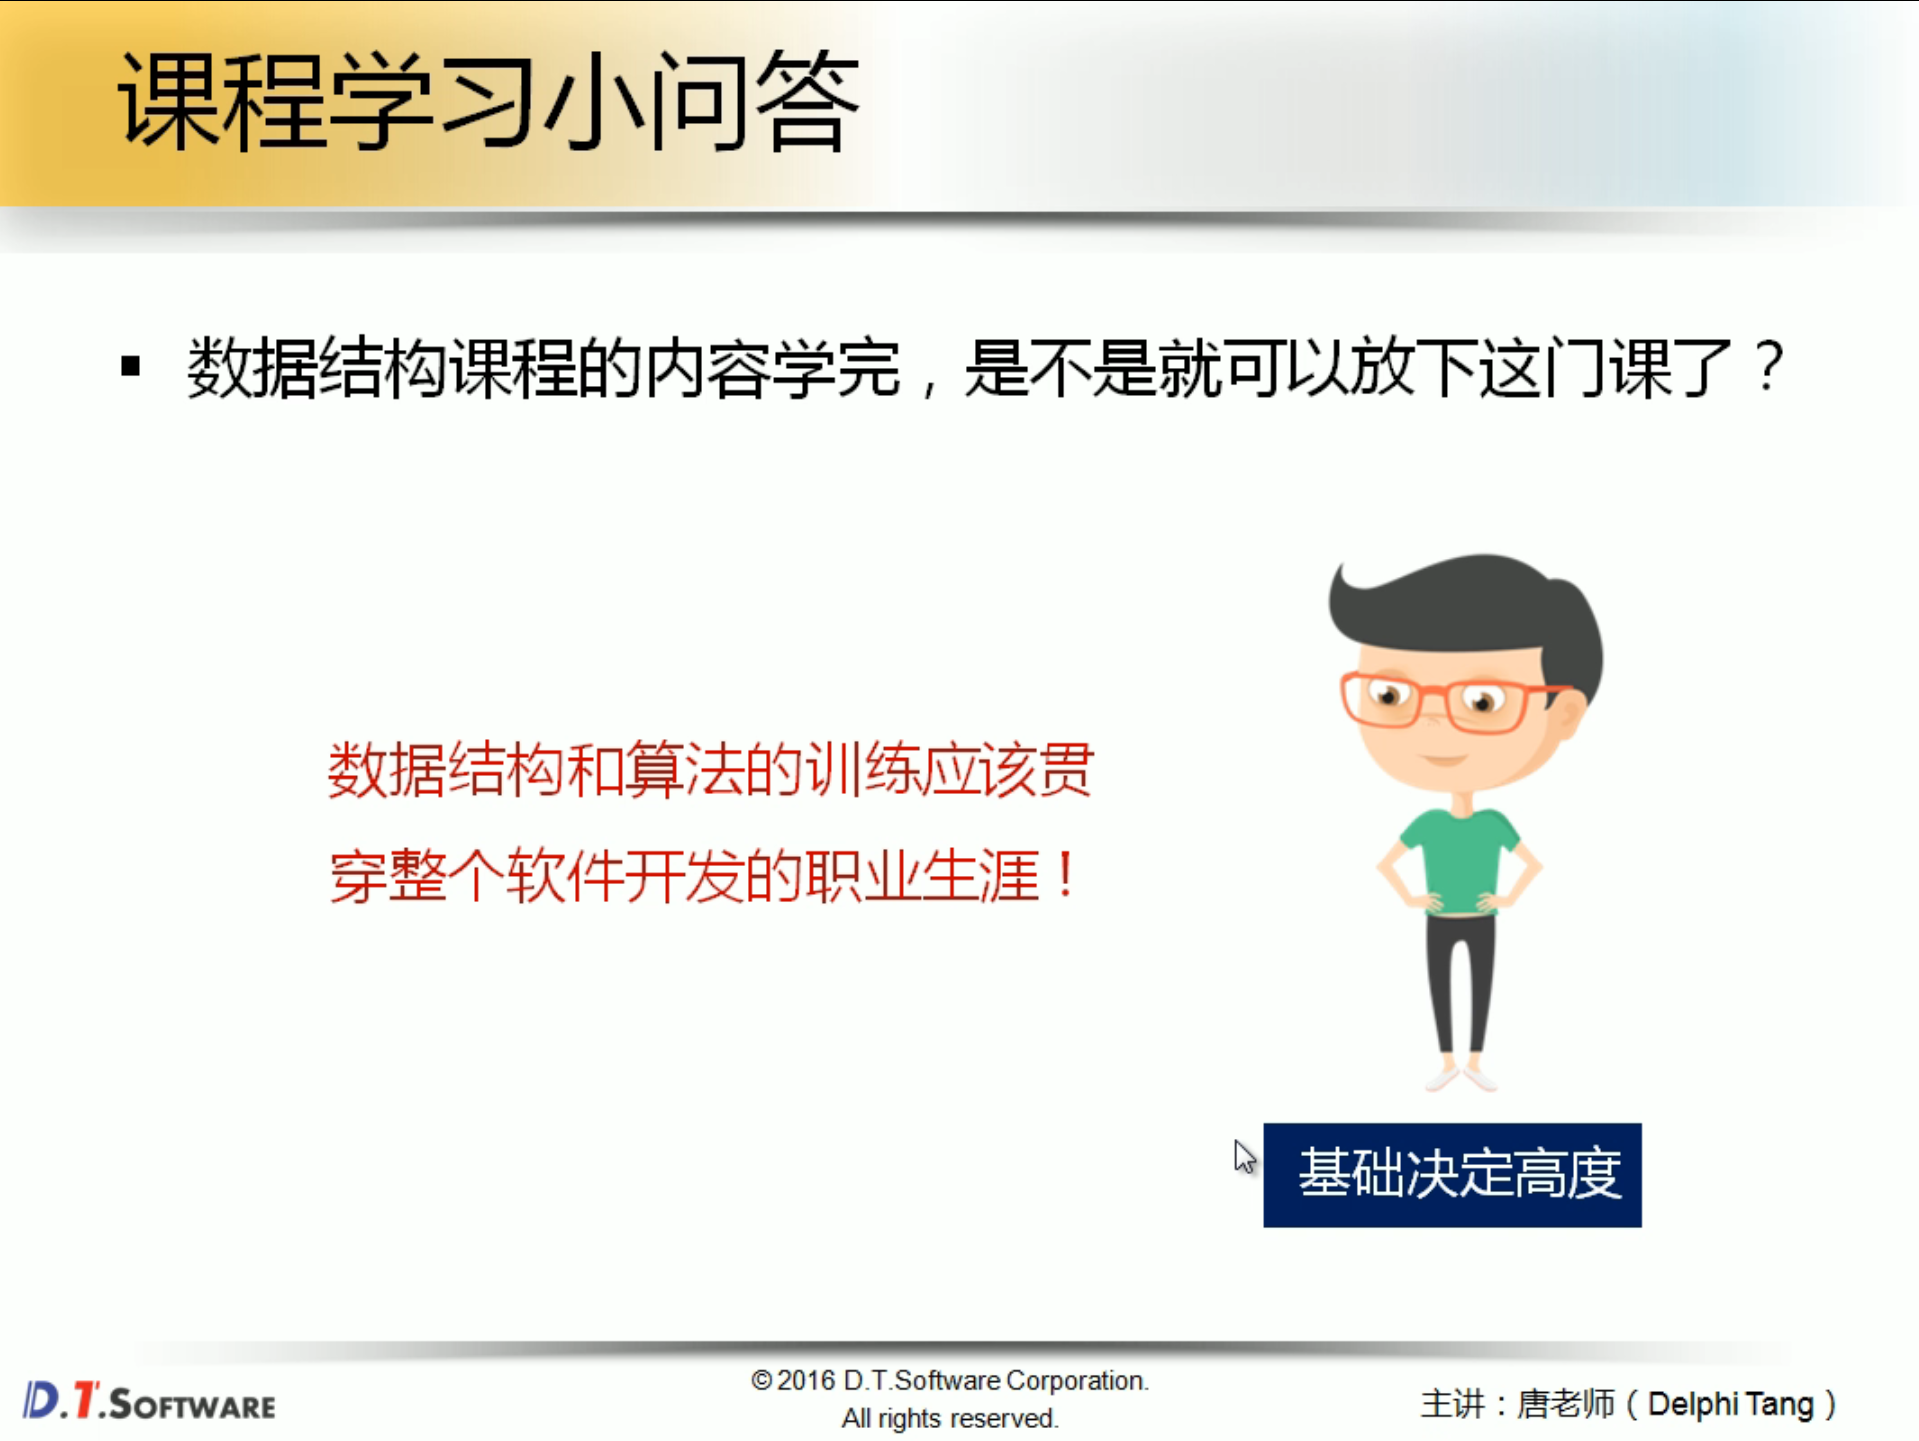 课程学习小问答
▪ 数据结构课程的内容学完，是不是就可以放下这门课了？
数据结构和算法的训练应该贯
穿整个软件开发的职业生涯！
基础决定高度
D.T.SOFTWARE
© 2016 D.T.Software Corporation.
All rights reserved.
主讲：唐老师（Delphi Tang）